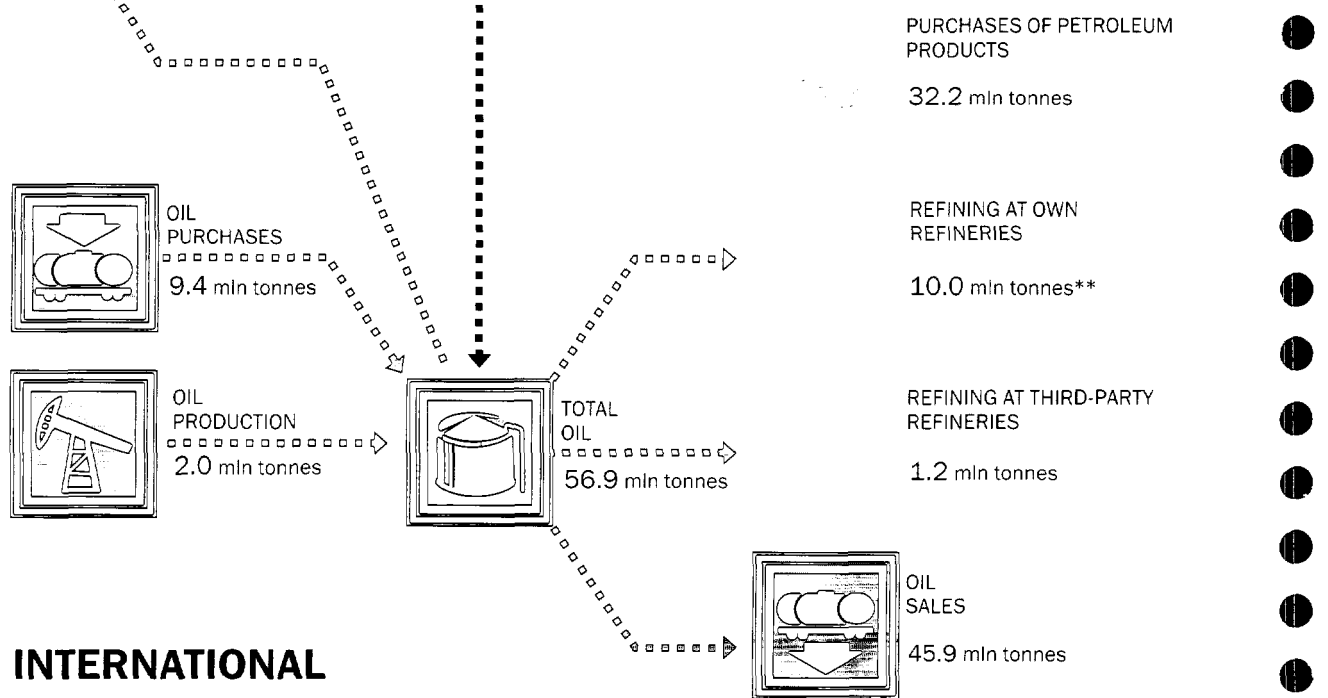 PURCHASES OF PETROLEUM
PRODUCTS
32.2 mln tonnes
OIL
PURCHASES
9.4 mln tonnes
REFINING AT OWN
REFINERIES
10.0 mln tonnes**
OIL
PRODUCTION
2.0 mln tonnes
TOTAL
OIL
56.9 mln tonnes
REFINING AT THIRD-PARTY
REFINERIES
1.2 mln tonnes
OIL
SALES
45.9 mln tonnes
INTERNATIONAL